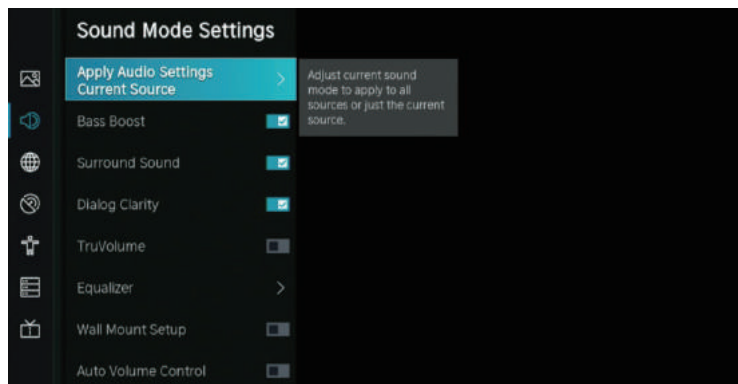 Sound Mode Settings
Apply Audio Settings
Current Source
Adjust current sound
mode to apply to all
sources or just the current
source.
Bass Boost
Surround Sound
Dialog Clarity
TruVolume
Equalizer
Wall Mount Setup
Auto Volume Control